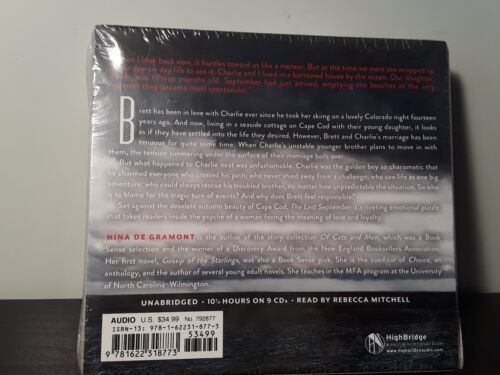 hen I look back now, it hurtles toward us like a meteor. But at the time we were too wrapped up
our day-to-day life to see it. Charlie and I lived in a borrowed house by the ocean. Our daughter,
was fifteen months old. September had just arrived, emptying the beaches at the very
they become most spectacular."
Brett has been in love with Charlie ever since he took her skiing on a lovely Colorado night fourteen
years ago. And now, living in a seaside cottage on Cape Cod with their young daughter, it looks
as if they have settled into the life they desired. However, Brett and Charlie's marriage has been
tenuous for quite some time. When Charlie's unstable younger brother plans to move in with
them, the tension simmering under the surface of their marriage boils over.
But what happened to Charlie next was unfathomable. Charlie was the golden boy so charismatic that
he charmed everyone who crossed his path; who never shied away from a challenge; who saw life as one big
adventure; who could always rescue his troubled brother, no matter how unpredictable the situation. So who
is to blame for the tragic turn of events? And why does Brett feel responsible?
Set against the desolate autumn beauty of Cape Cod, The Last September is a riveting emotional puzzle
that takes readers inside the psyche of a woman facing the meaning of love and loyalty.
NINA DE GRAMONT is the author of the story collection Of Cats and Men, which was a Book
Sense selection and the winner of a Discovery Award from the New England Booksellers Association.
Her first novel, Gossip of the Starlings, was also a Book Sense pick. She is the coeditor of Choice, an
anthology, and the author of several young adult novels. She teaches in the MFA program at the University
of North Carolina–Wilmington.
UNABRIDGED • 10¼ HOURS ON 9 CDs • READ BY REBECCA MITCHELL
AUDIO U.S. $34.99 No. 792877
ISBN-13: 978-1-62231-877-3
53499
9 781622 318773
HighBridge
www.highbridgeaudio.com